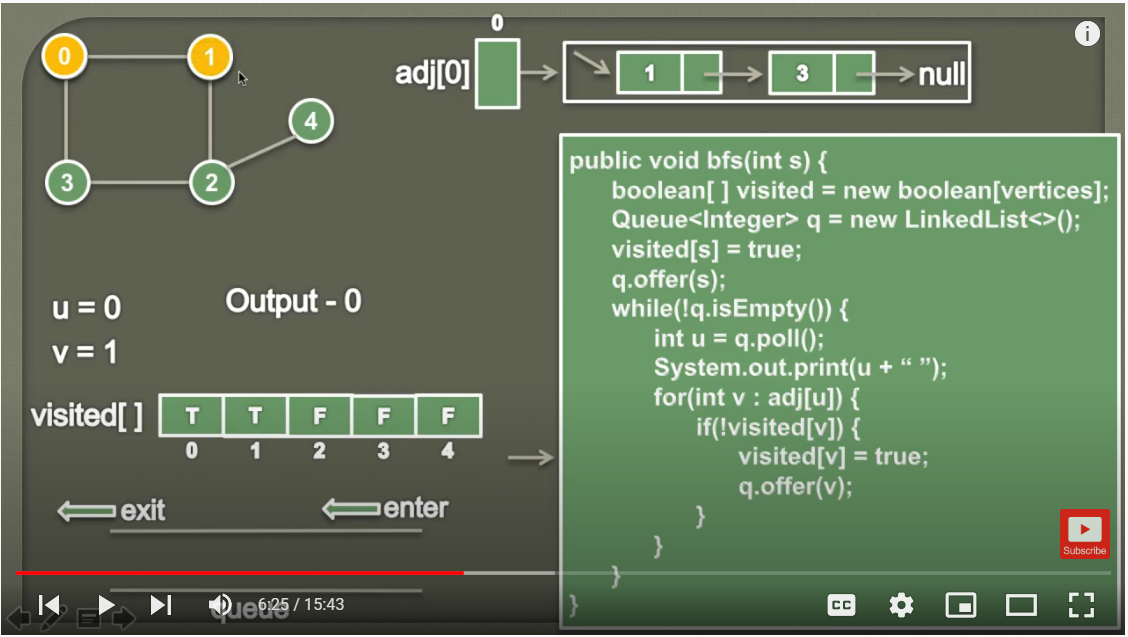 0
1
4
3
2
0
adj[0]
1
3
null
public void bfs(int s) {
boolean[ ] visited = new boolean[vertices];
Queue<Integer> q = new LinkedList<>();
visited[s] = true;
q.offer(s);
while(!q.isEmpty()) {
int u = q.poll();
System.out.print(u + “ ”);
for(int v : adj[u]) {
if(!visited[v]) {
visited[v] = true;
q.offer(v);
}
}
}
}
u = 0
Output - 0
v = 1
visited[ ]
T T F F F
0 1 2 3 4
exit
enter
queue
Subscribe
6:25 / 15:43
CC
i